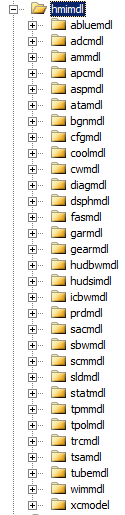 hmimdl
abluemdl
adcmdl
ammdl
apcmdl
aspmdl
atamdl
bgnmdl
cfgmdl
coolmdl
cwmdl
diagmdl
dsphmdl
fasmdl
garmdl
gearmdl
hudbwmdl
hudsimdl
icbwmdl
prdmdl
sacmdl
sbwmdl
scmmdl
sldmdl
statmdl
tpmmdl
tpolmdl
trcmdl
tsamdl
tubemdl
wimmdl
xcmodel